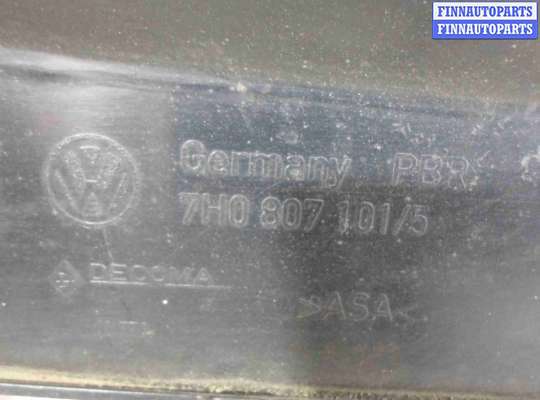 FINNAUTOPARTS
FINNAUTOPARTS
Germany PBR
7H0 807 101/5
DECOMA
>ASA<